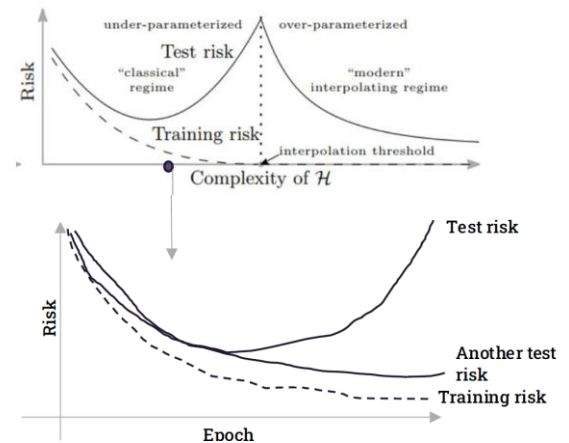 under-parameterized
over-parameterized
Test risk
"classical"
regime
"modern"
interpolating regime
Risk
Training risk
interpolation threshold
Complexity of ℋ
Test risk
Risk
Another test
risk
Training risk
Epoch